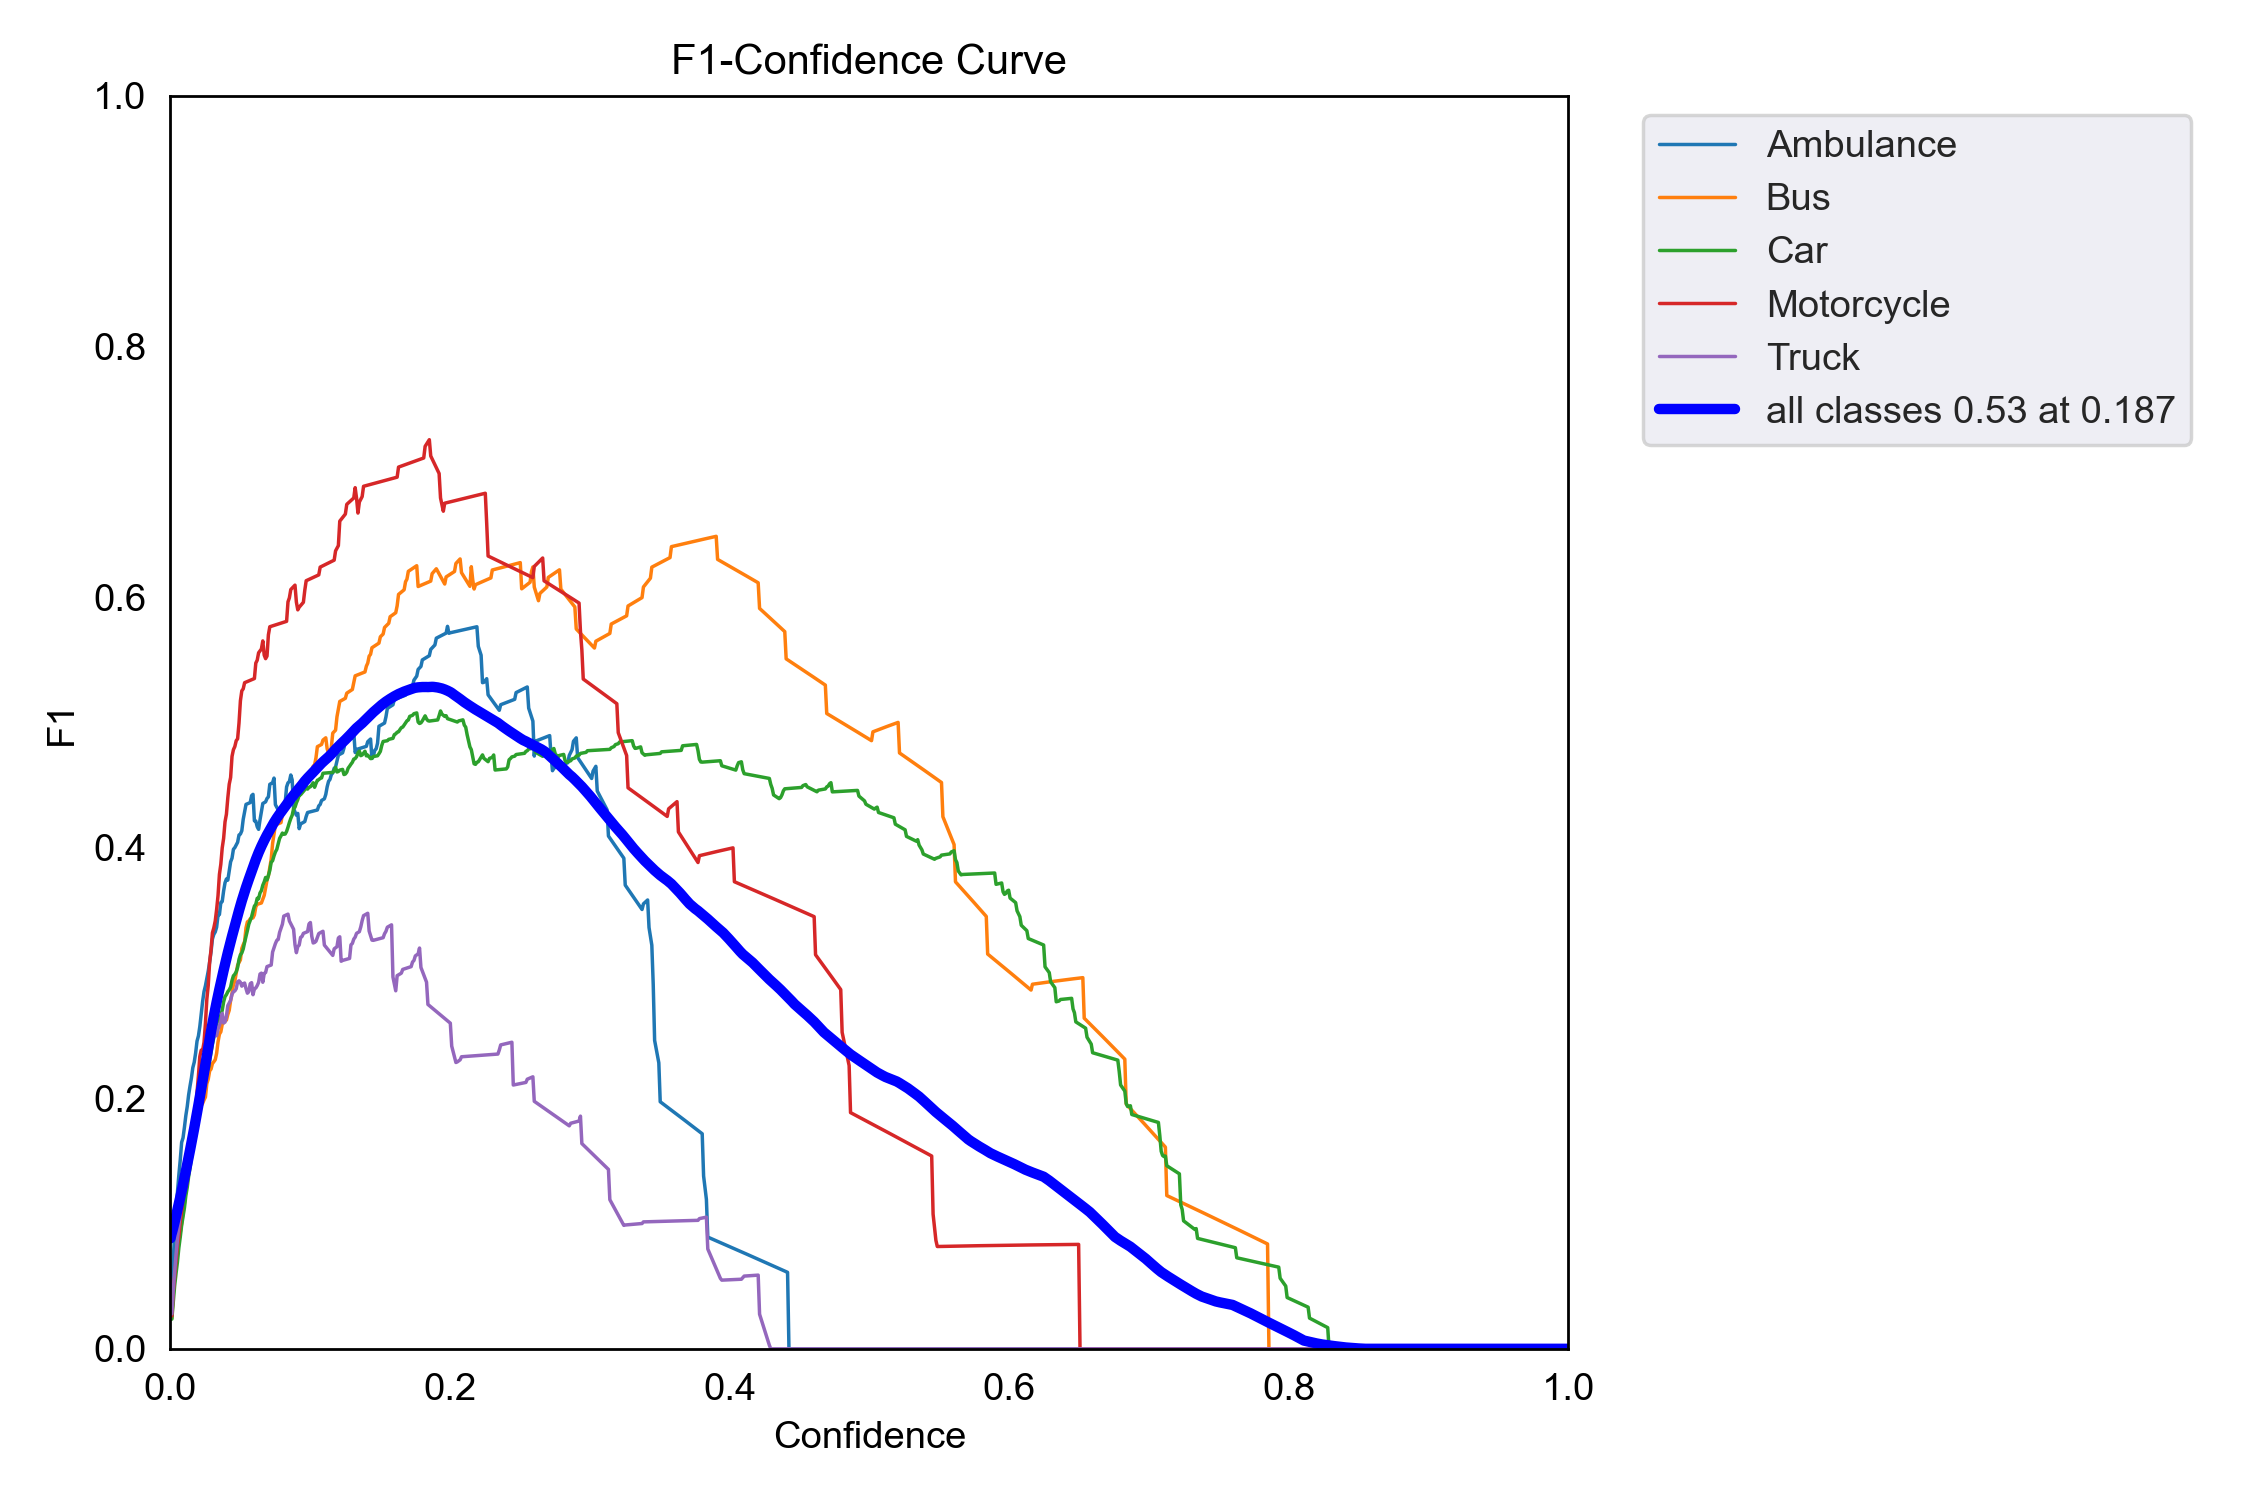 F1-Confidence Curve
1.0
0.8
0.6
0.4
0.2
0.0
F1
0.0 0.2 0.4 0.6 0.8 1.0
Confidence
Ambulance
Bus
Car
Motorcycle
Truck
all classes 0.53 at 0.187